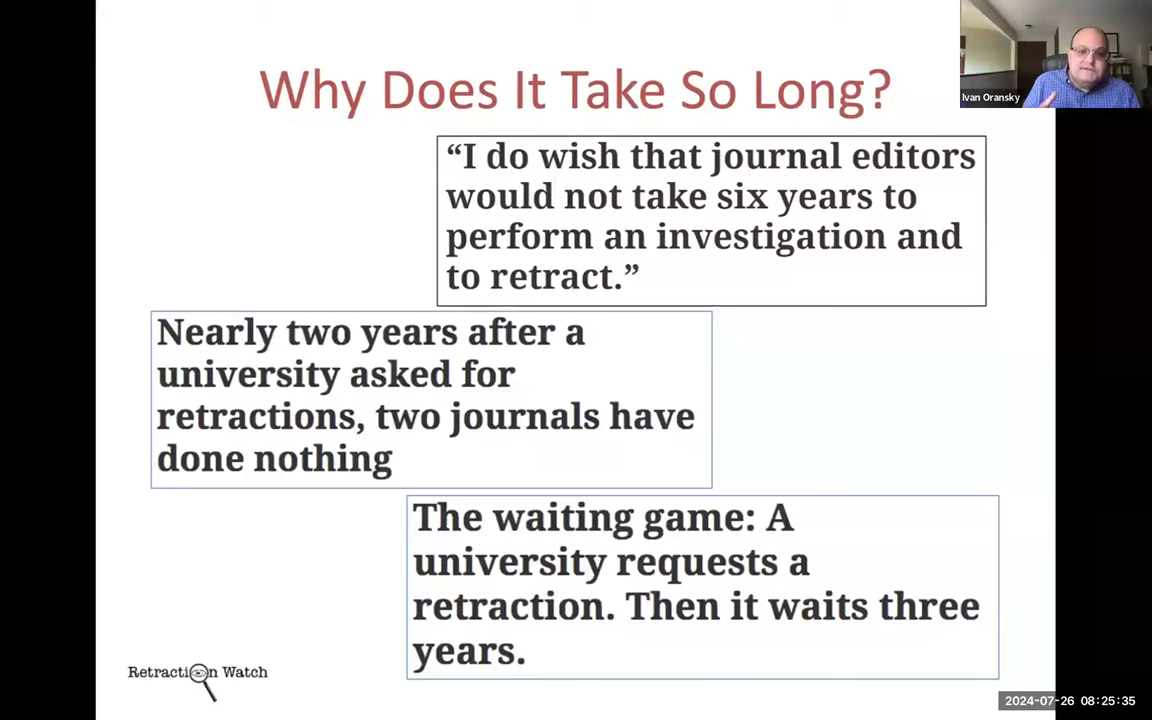 Why Does It Take So Long?
Ivan Oransky
“I do wish that journal editors
would not take six years to
perform an investigation and
to retract.”
Nearly two years after a
university asked for
retractions, two journals have
done nothing
The waiting game: A
university requests a
retraction. Then it waits three
years.
Retraction Watch
2024-07-26 08:25:35